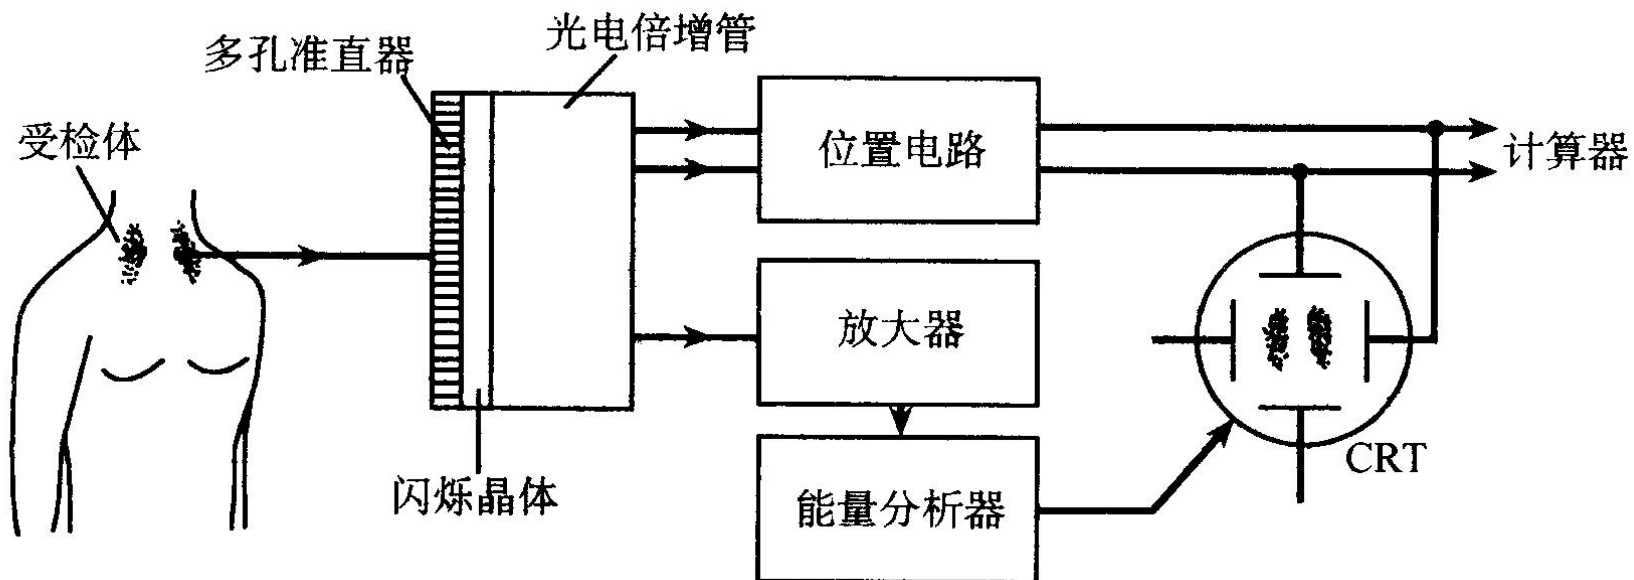 光电倍增管
多孔准直器
受检体
位置电路
计算器
放大器
CRT
闪烁晶体
能量分析器